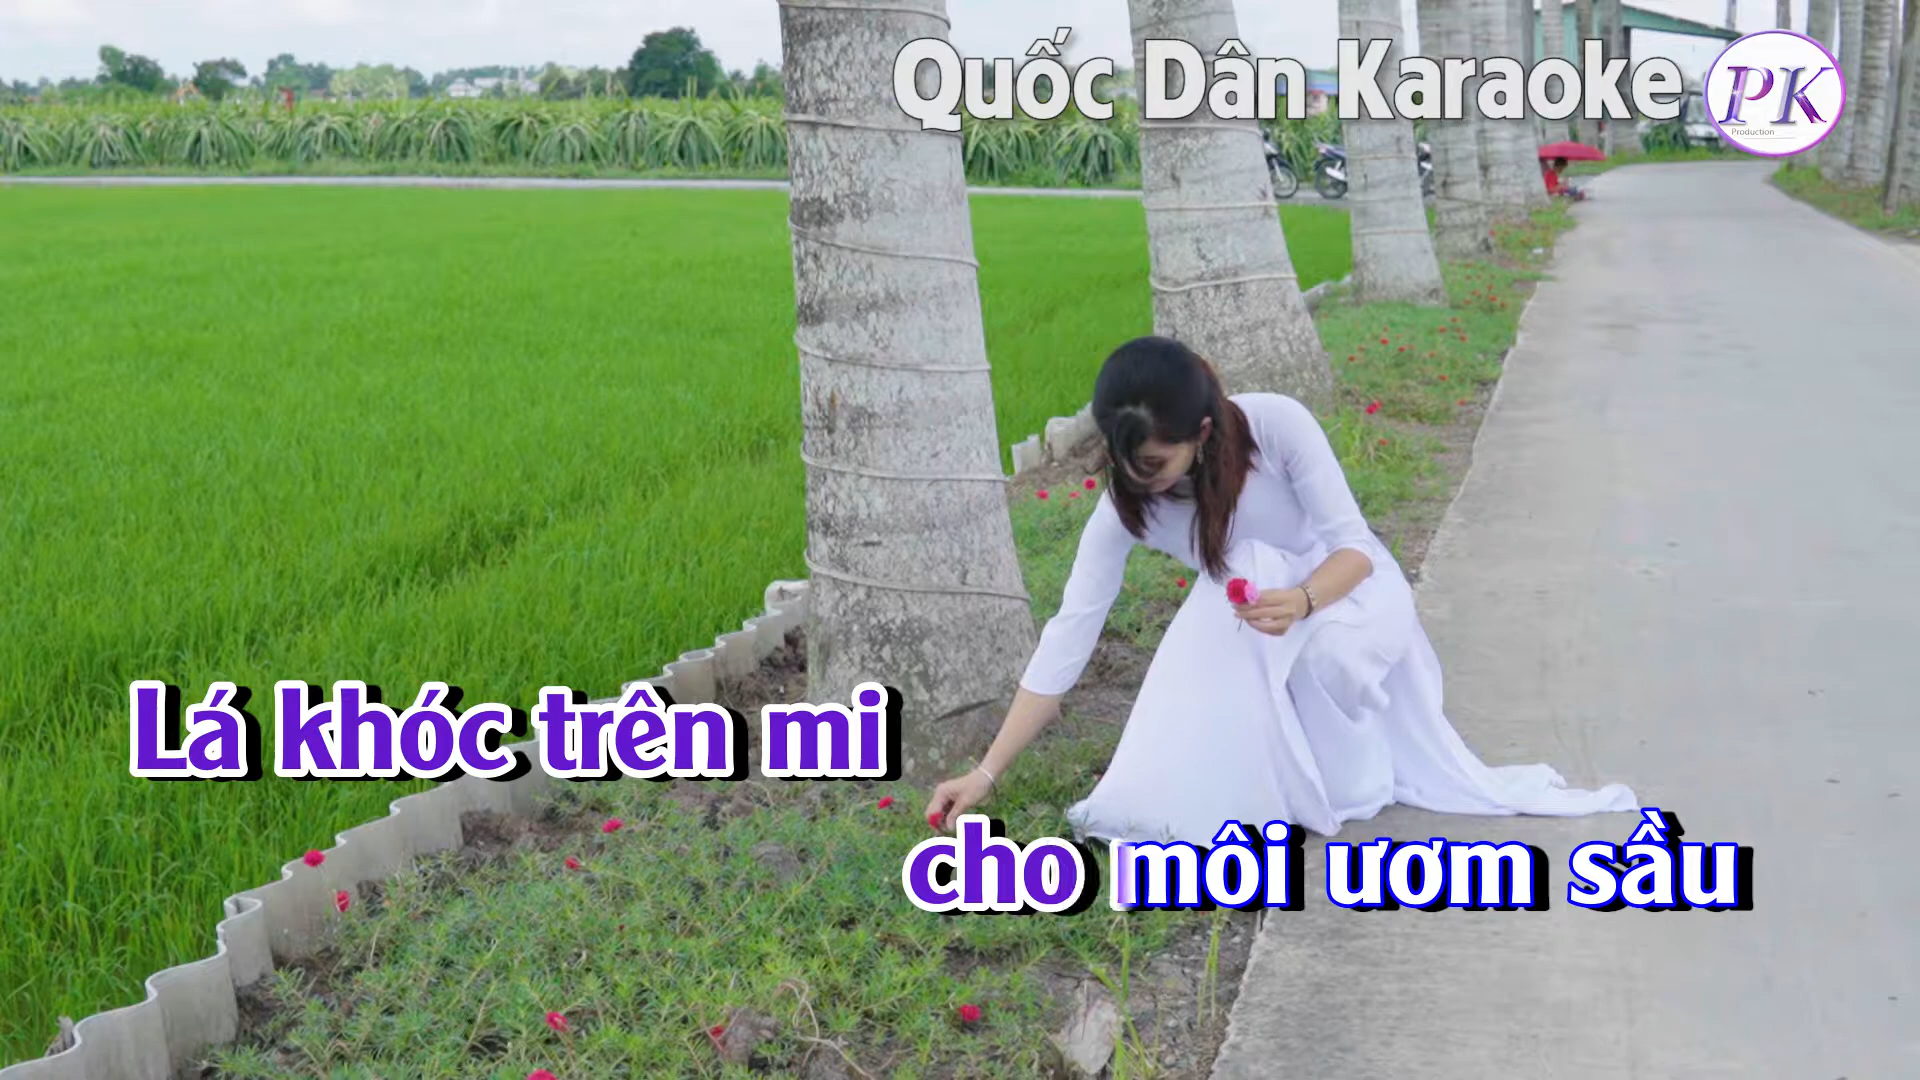 Quốc Dân Karaoke
PK
Production
Lá khóc trên mi
cho môi ươm sầu